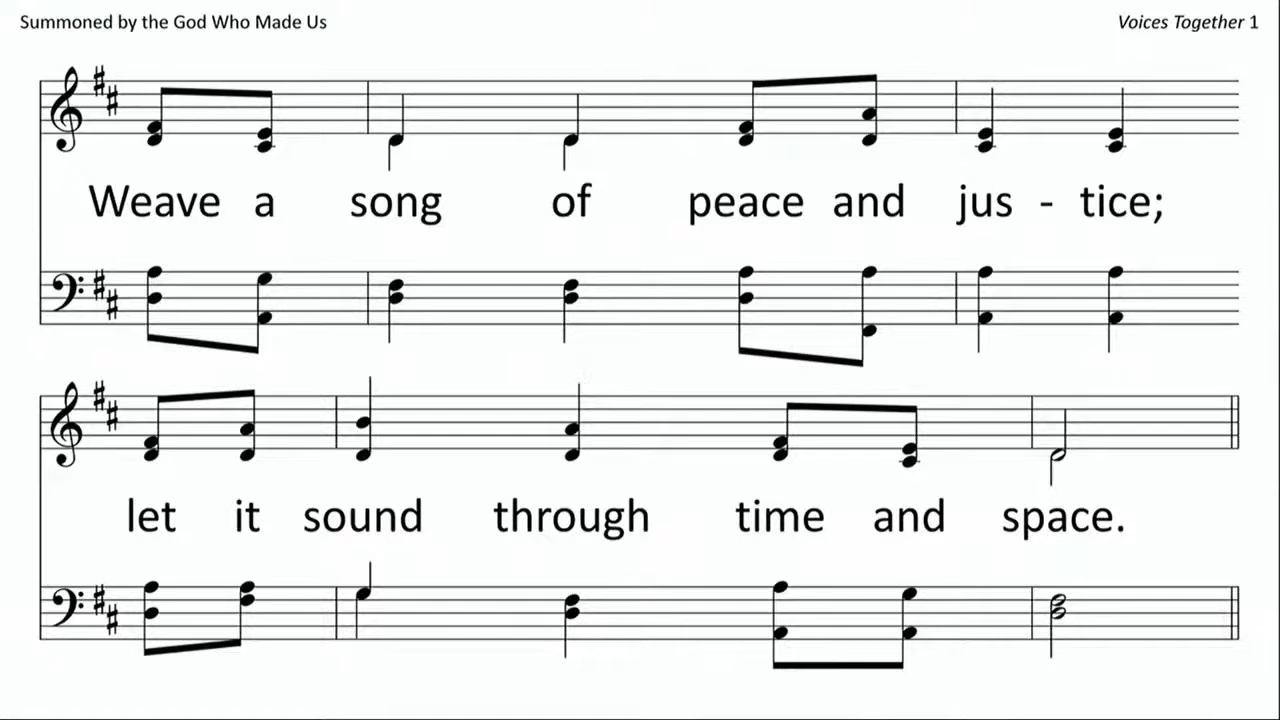 Summoned by the God Who Made Us
Voices Together 1
Weave a song of peace and jus - tice;
let it sound through time and space.